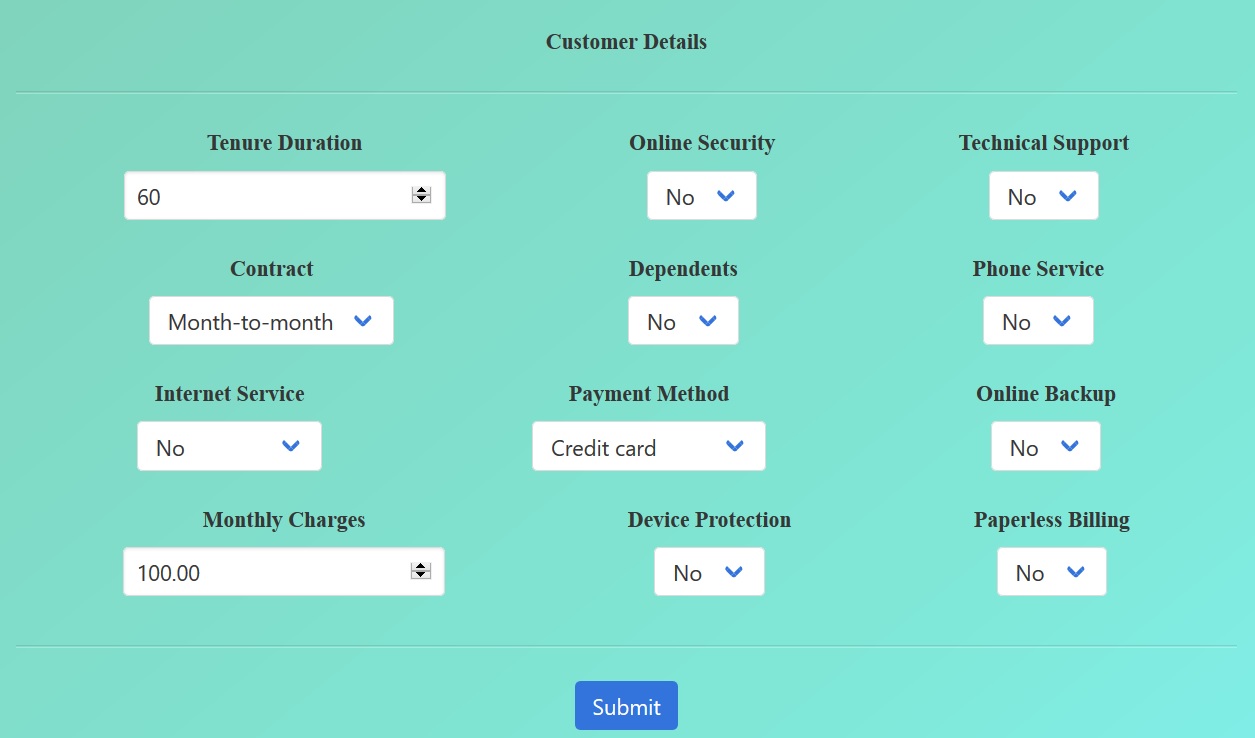 Customer Details
Tenure Duration Online Security Technical Support
60 No No
Contract Dependents Phone Service
Month-to-month No No
Internet Service Payment Method Online Backup
No Credit card No
Monthly Charges Device Protection Paperless Billing
100.00 No No
Submit